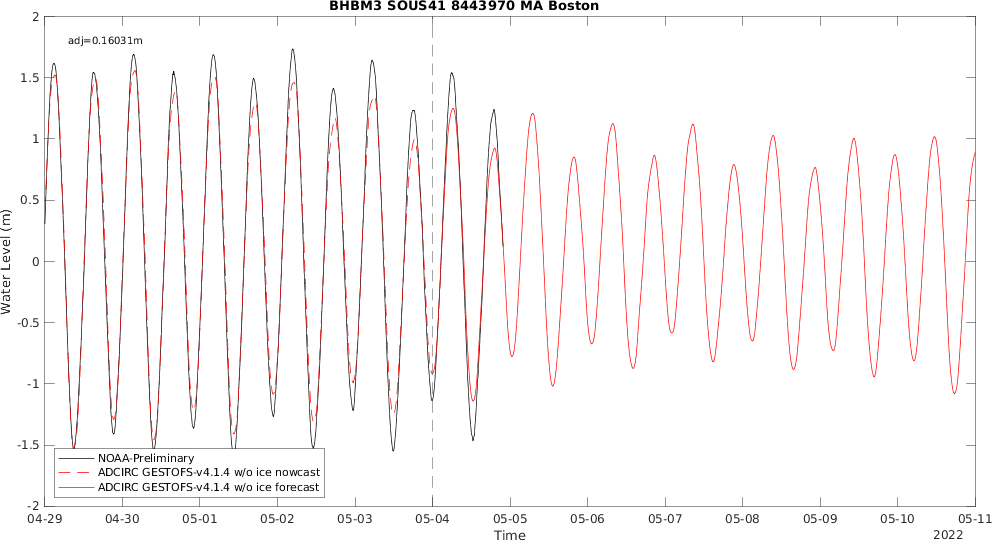 BHBM3 SOUS41 8443970 MA Boston
adj=0.16031m
2
1.5
1
0.5
0
-0.5
-1
-1.5
-2
Water Level (m)
NOAA-Preliminary
ADCIRC GESTOFS-v4.1.4 w/o ice nowcast
ADCIRC GESTOFS-v4.1.4 w/o ice forecast
04-29 04-30 05-01 05-02 05-03 05-04 05-05 05-06 05-07 05-08 05-09 05-10 05-11
Time
2022